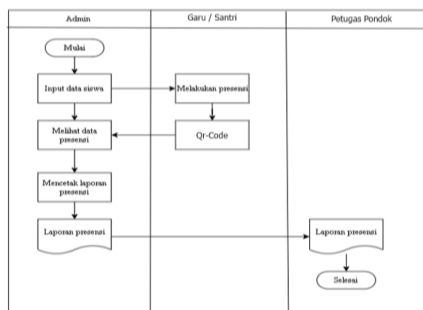 Admin
Garu / Santri
Petugas Pondok
Mulai
Input data siswa
Melakukan presensi
Melihat data
presensi
Qr-Code
Mencetak laporan
presensi
Laporan presensi
Laporan presensi
Selesai